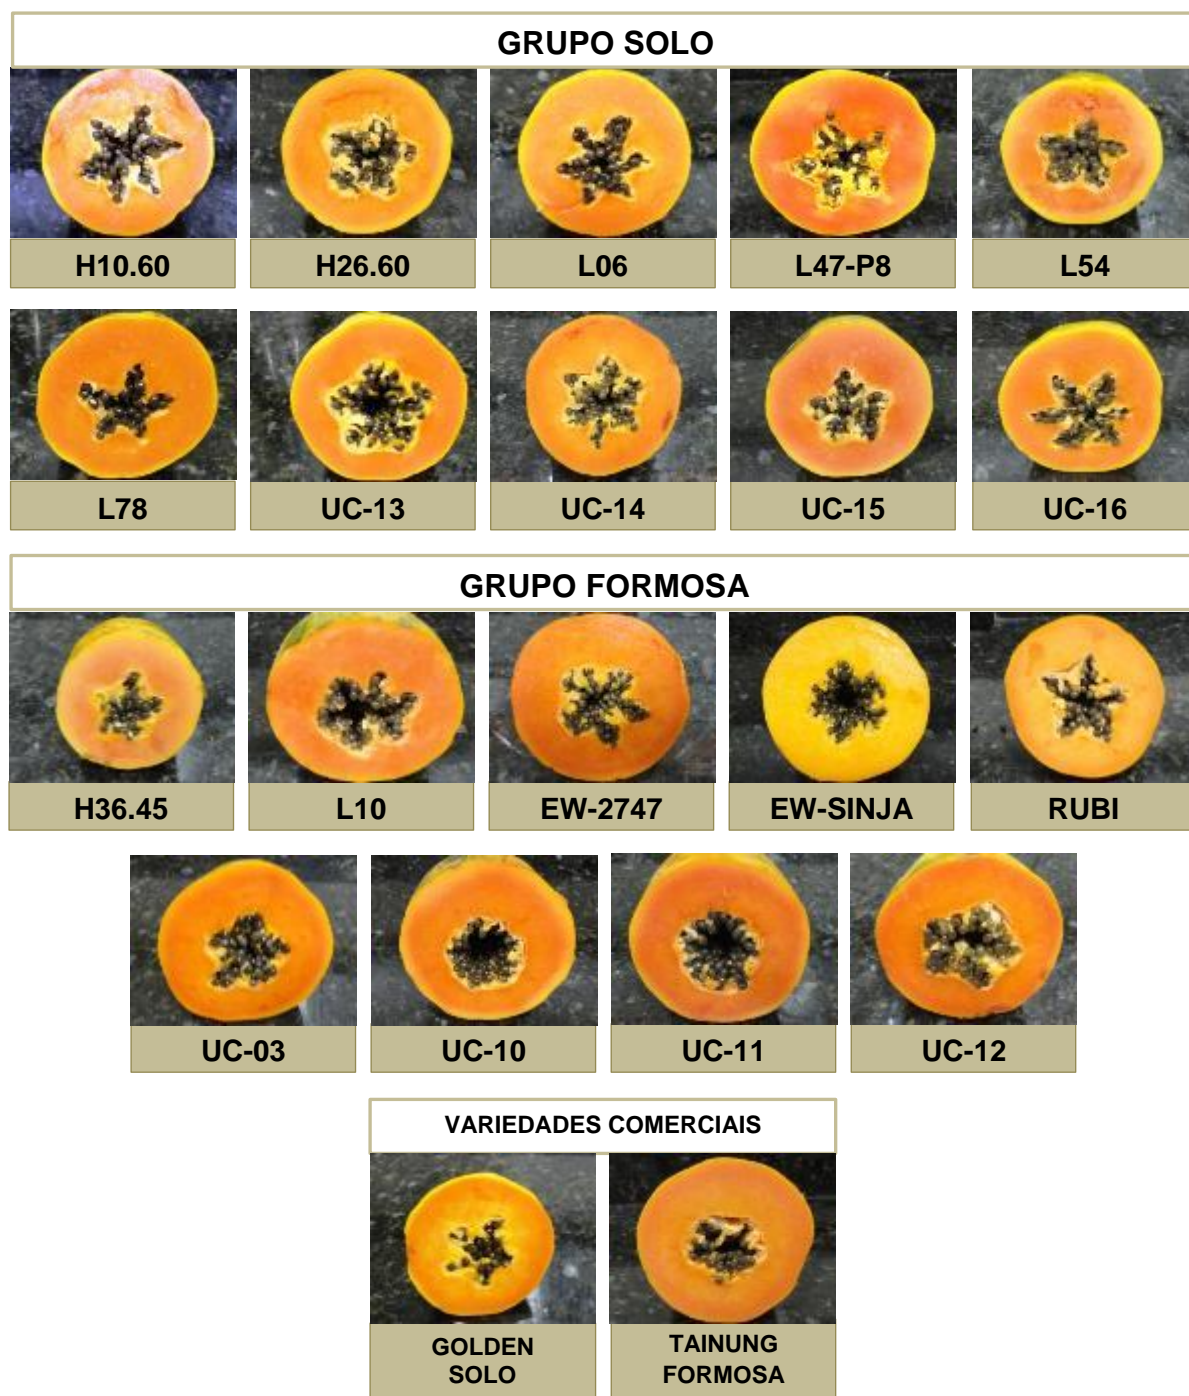 GRUPO SOLO
H10.60
H26.60
L06
L47-P8
L54
L78
UC-13
UC-14
UC-15
UC-16
GRUPO FORMOSA
H36.45
L10
EW-2747
EW-SINJA
RUBI
UC-03
UC-10
UC-11
UC-12
VARIEDADES COMERCIAIS
GOLDEN
SOLO
TAINUNG
FORMOSA